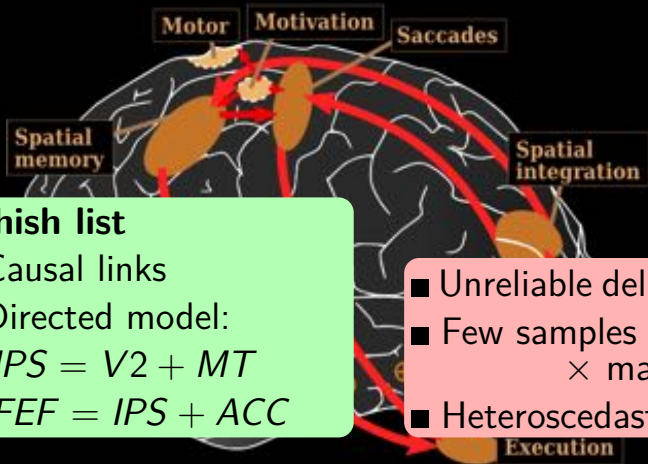 Motor
Motivation
Saccades
Spatial
memory
Spatial
integration
hish list
Causal links
Directed model:
IPS = V2 + MT
FEF = IPS + ACC
■ Unreliable del
■ Few samples
× ma
■ Heteroscedast
Execution